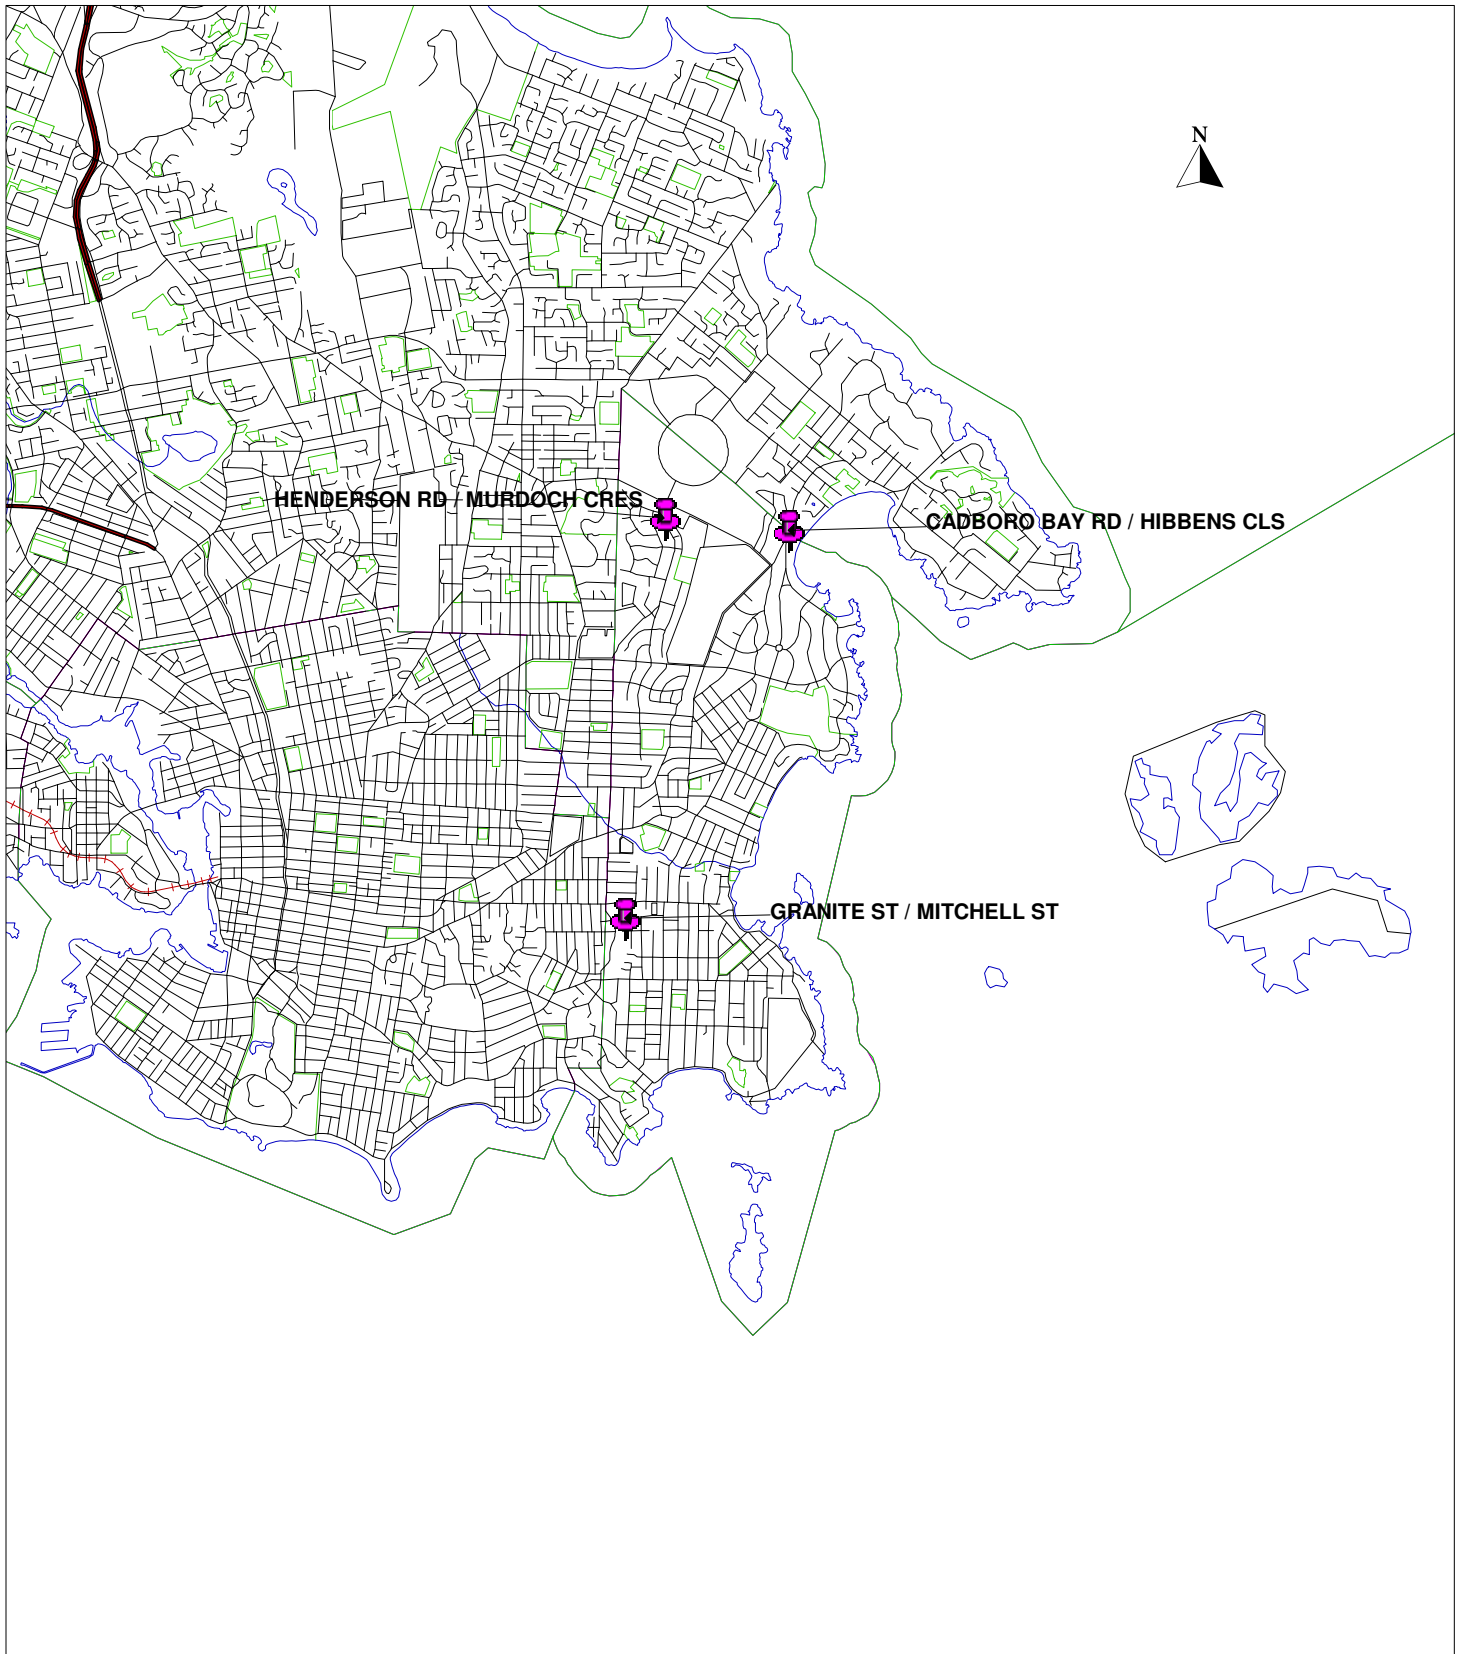 N
HENDERSON RD / MURDOCH CRES
CADBORO BAY RD / HIBBENS CLS
GRANITE ST / MITCHELL ST